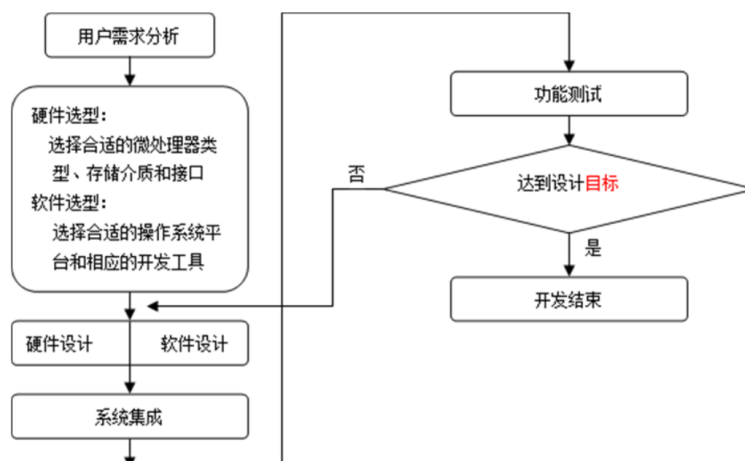 用户需求分析
硬件选型：
选择合适的微处理器类
型、存储介质和接口
软件选型：
选择合适的操作系统平
台和相应的开发工具
硬件设计
软件设计
系统集成
功能测试
达到设计目标
否
是
开发结束